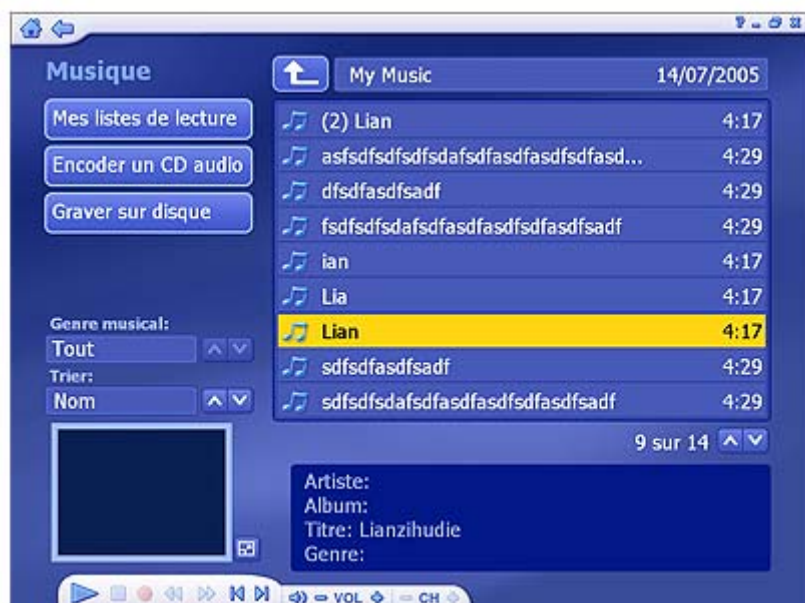 Musique
My Music 14/07/2005
Mes listes de lecture
Encoder un CD audio
Graver sur disque
(2) Lian 4:17
asfsdfsdfsdfsdafsdfasdfasdfsdfasd... 4:29
dfsdfasdfsadf 4:29
fsdfsdfsdafsdfasdfasdfsdfasdfsadf 4:29
ian 4:17
Lia 4:17
Lian 4:17
sdfsdfasdfsadf 4:29
sdfsdfsdafsdfasdfasdfsdfasdfsadf 4:29
Genre musical:
Tout
Trier:
Nom
9 sur 14
Artiste:
Album:
Titre: Lianzihudie
Genre:
VOL CH